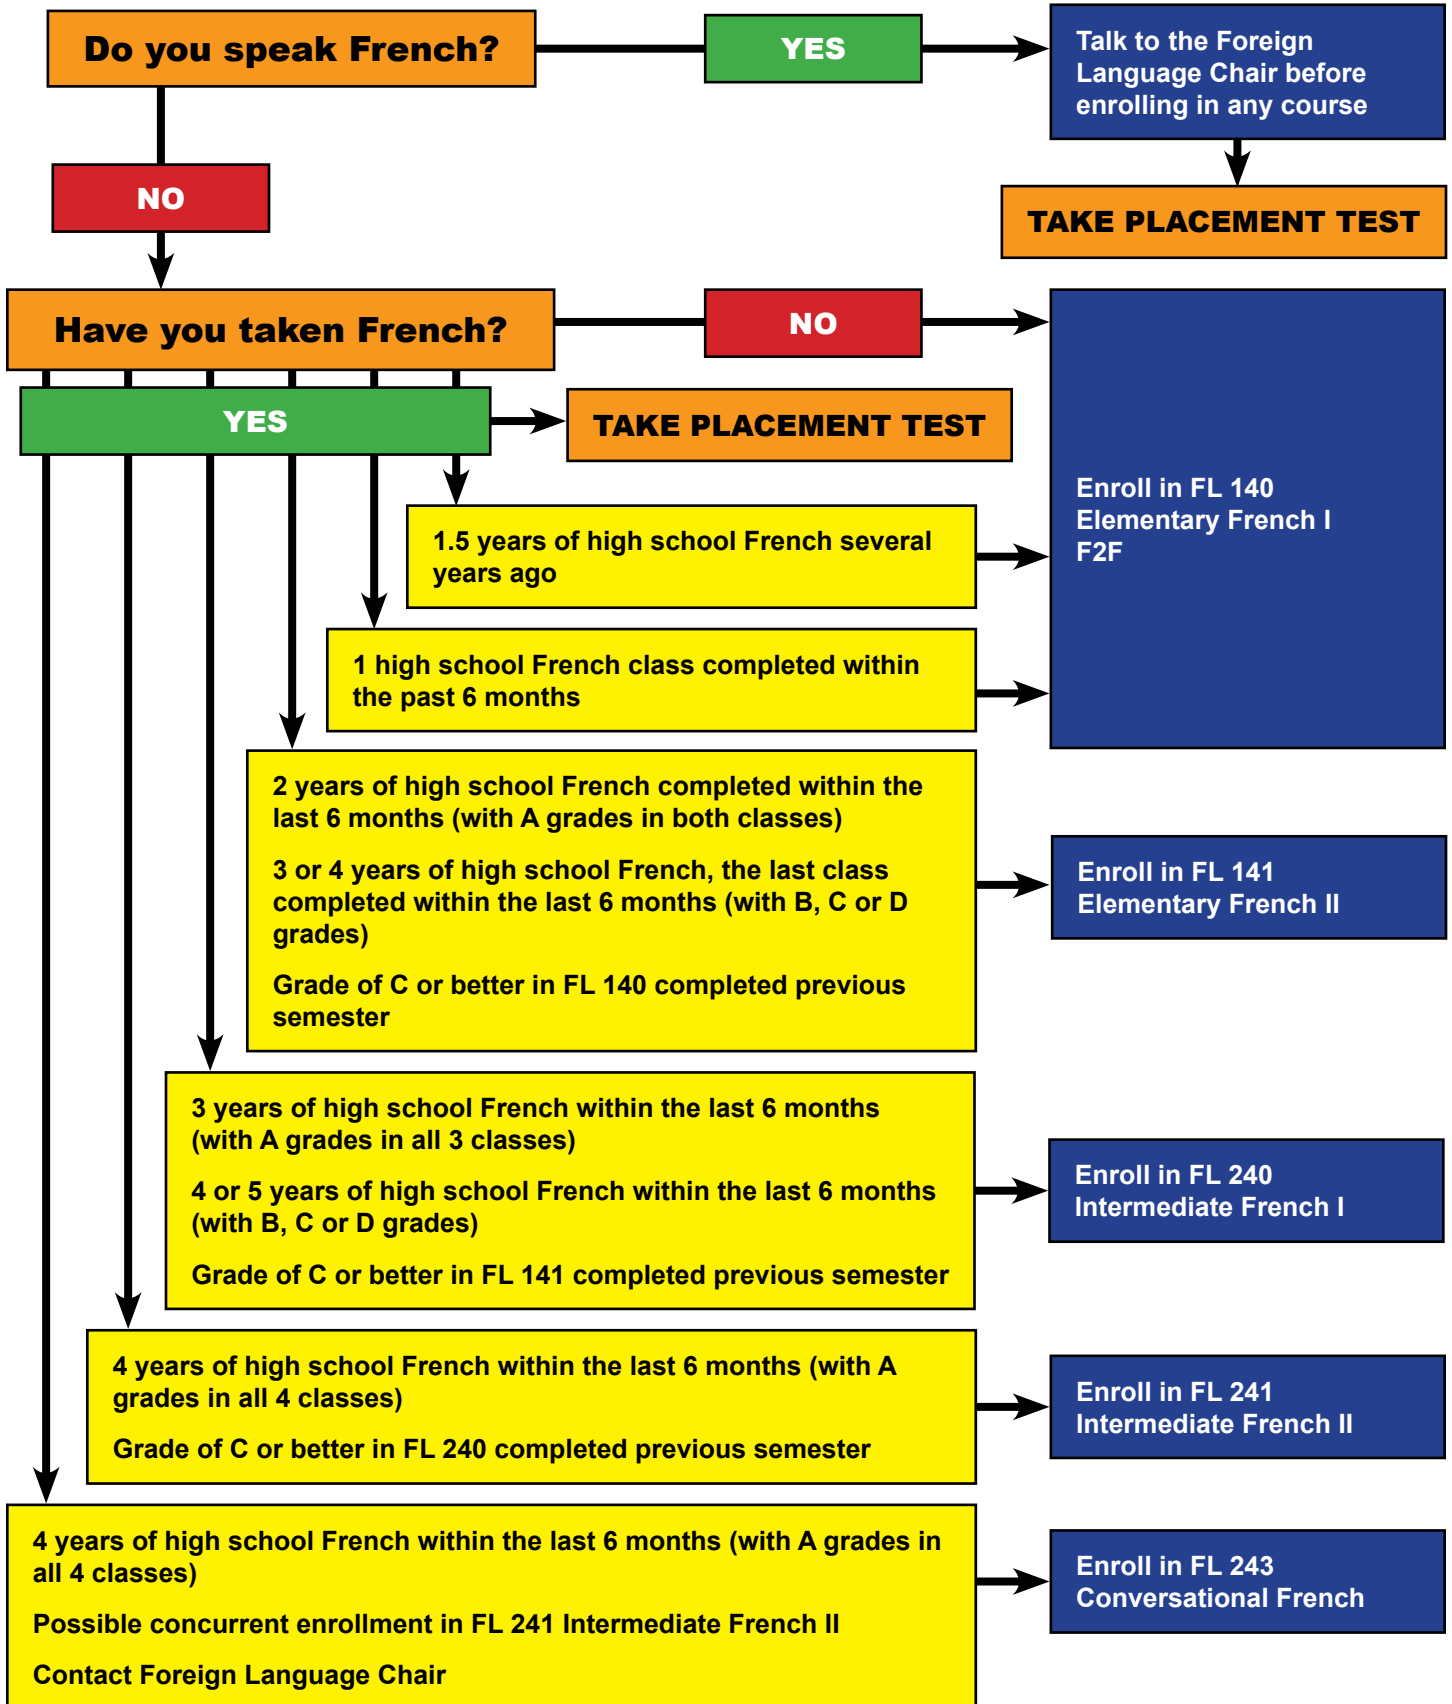 Do you speak French?
YES
Talk to the Foreign
Language Chair before
enrolling in any course
NO
TAKE PLACEMENT TEST
Have you taken French?
NO
YES
TAKE PLACEMENT TEST
Enroll in FL 140
Elementary French I
F2F
1.5 years of high school French several
years ago
1 high school French class completed within
the past 6 months
2 years of high school French completed within the
last 6 months (with A grades in both classes)
3 or 4 years of high school French, the last class
completed within the last 6 months (with B, C or D
grades)
Grade of C or better in FL 140 completed previous
semester
Enroll in FL 141
Elementary French II
3 years of high school French within the last 6 months
(with A grades in all 3 classes)
4 or 5 years of high school French within the last 6 months
(with B, C or D grades)
Grade of C or better in FL 141 completed previous semester
Enroll in FL 240
Intermediate French I
4 years of high school French within the last 6 months (with A
grades in all 4 classes)
Grade of C or better in FL 240 completed previous semester
Enroll in FL 241
Intermediate French II
4 years of high school French within the last 6 months (with A grades in
all 4 classes)
Possible concurrent enrollment in FL 241 Intermediate French II
Contact Foreign Language Chair
Enroll in FL 243
Conversational French